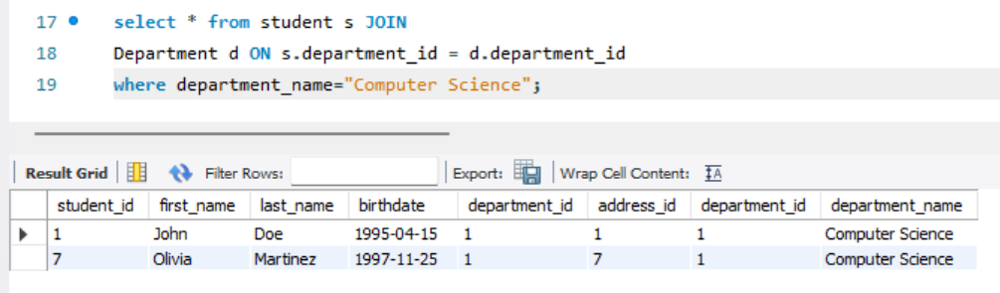 17 select * from student s JOIN
18 Department d ON s.department_id = d.department_id
19 where department_name="Computer Science";
Result Grid Filter Rows: Export: Wrap Cell Content: IA
student_id first_name last_name birthdate department_id address_id department_id department_name
1 John Doe 1995-04-15 1 1 1 Computer Science
7 Olivia Martinez 1997-11-25 1 7 1 Computer Science